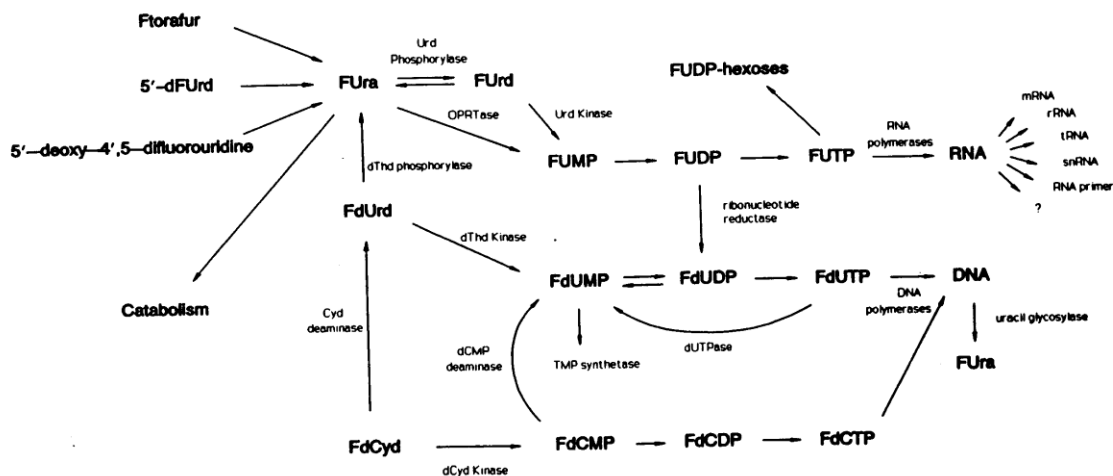 Ftorafur
5'-dFUrd
5'-deoxy-4',5-difluorouridine
FUra
Urd
Phosphorylase
FUrd
OPRTase
Urd Kinase
FUMP
FUDP
FUTP
FUDP-hexoses
RNA
polymerases
RNA
mRNA
rRNA
tRNA
snRNA
RNA primer
?
dThd phosphorylase
ribonucleotide
reductase
FdUrd
dThd Kinase
FdUMP
FdUDP
FdUTP
DNA
polymerases
DNA
uracil glycosylase
FUra
Catabolism
Cyd
deaminase
dCMP
deaminase
TMP synthetase
dUTPase
FdCyd
dCyd Kinase
FdCMP
FdCDP
FdCTP